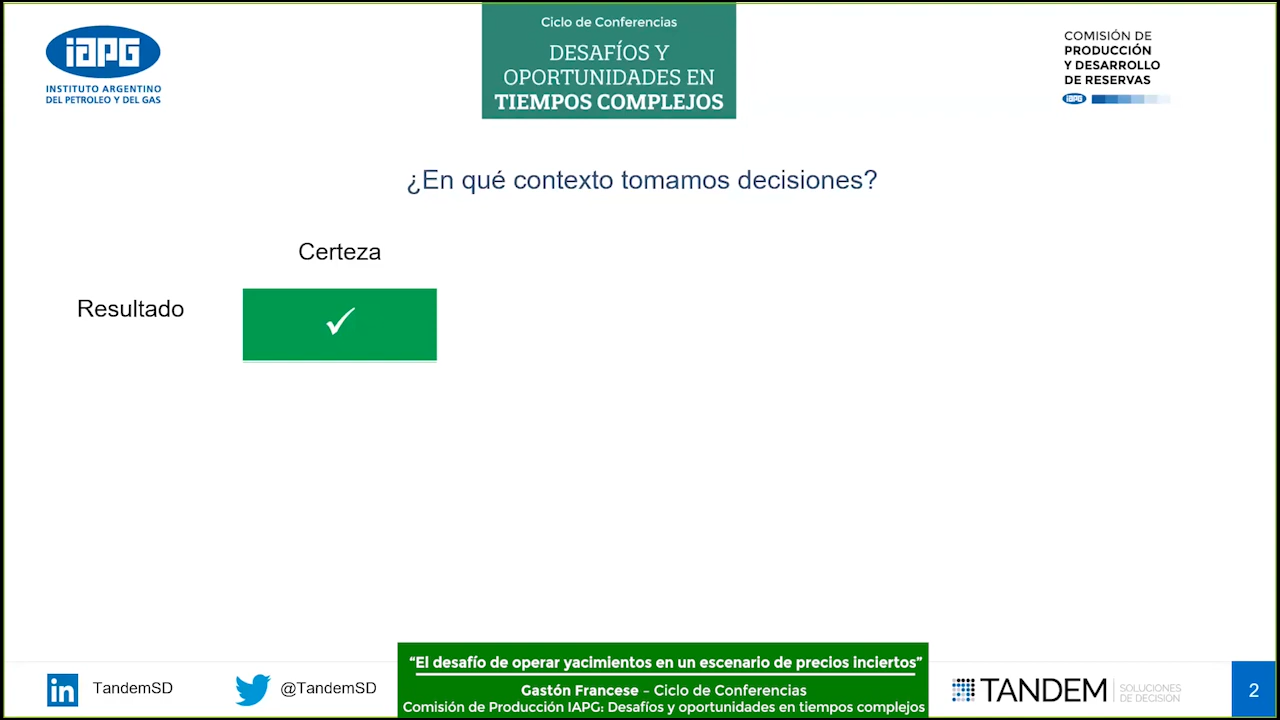 iAPG
INSTITUTO ARGENTINO
DEL PETROLEO Y DEL GAS
Ciclo de Conferencias
DESAFÍOS Y
OPORTUNIDADES EN
TIEMPOS COMPLEJOS
COMISIÓN DE
PRODUCCIÓN
Y DESARROLLO
DE RESERVAS
iAPG
¿En qué contexto tomamos decisiones?
Certeza
Resultado
in TandemSD
@TandemSD
“El desafío de operar yacimientos en un escenario de precios inciertos”
Gastón Francese – Ciclo de Conferencias
Comisión de Producción IAPG: Desafíos y oportunidades en tiempos complejos
TANDEM
SOLUCIONES
DE DECISIÓN
2